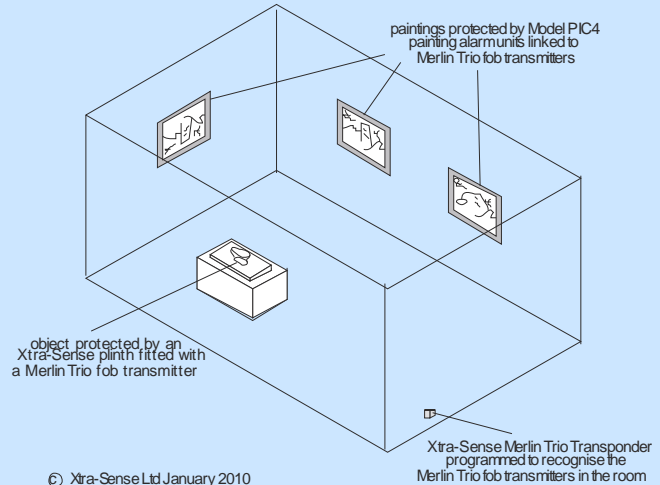 paintings protected by Model PIC4
painting alarm units linked to
Merlin Trio fob transmitters
object protected by an
Xtra-Sense plinth fitted with
a Merlin Trio fob transmitter
Xtra-Sense Merlin Trio Transponder
programmed to recognise the
Merlin Trio fob transmitters in the room
© Xtra-Sense Ltd January 2010